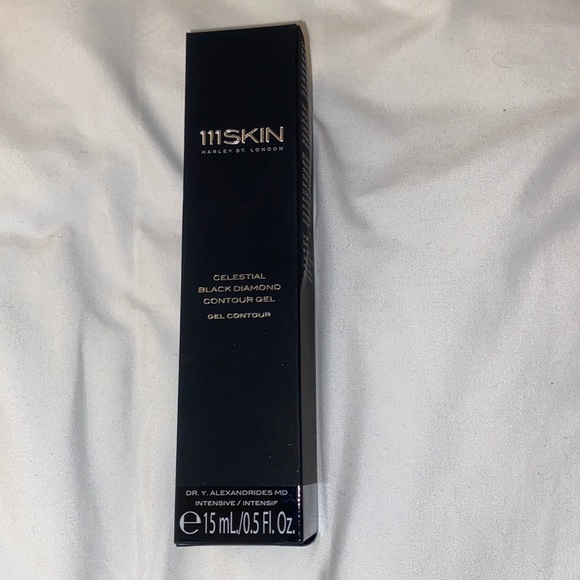 111SKIN
HARLEY ST. LONDON
CELESTIAL
BLACK DIAMOND
CONTOUR GEL
GEL CONTOUR
DR. Y. ALEXANDRIDES MD
INTENSIVE / INTENSIF
℮15 mL./0.5 Fl. Oz.